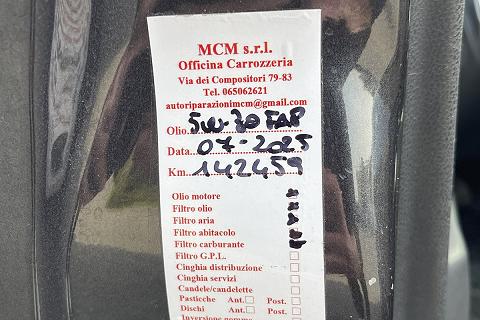 MCM s.r.l.
Officina Carrozzeria
Via dei Compositori 79-83
Tel. 065062621
autoriparazionimcm@gmail.com
Olio 5W-30 FAP
Data 07-2025
Km 142459
Olio motore
Filtro olio
Filtro aria
Filtro abitacolo
Filtro carburante
Filtro G.P.L.
Cinghia distribuzione
Cinghia servizi
Candele/candelette
Pasticche Ant. Post.
Dischi Ant. Post.
Inversione gomme